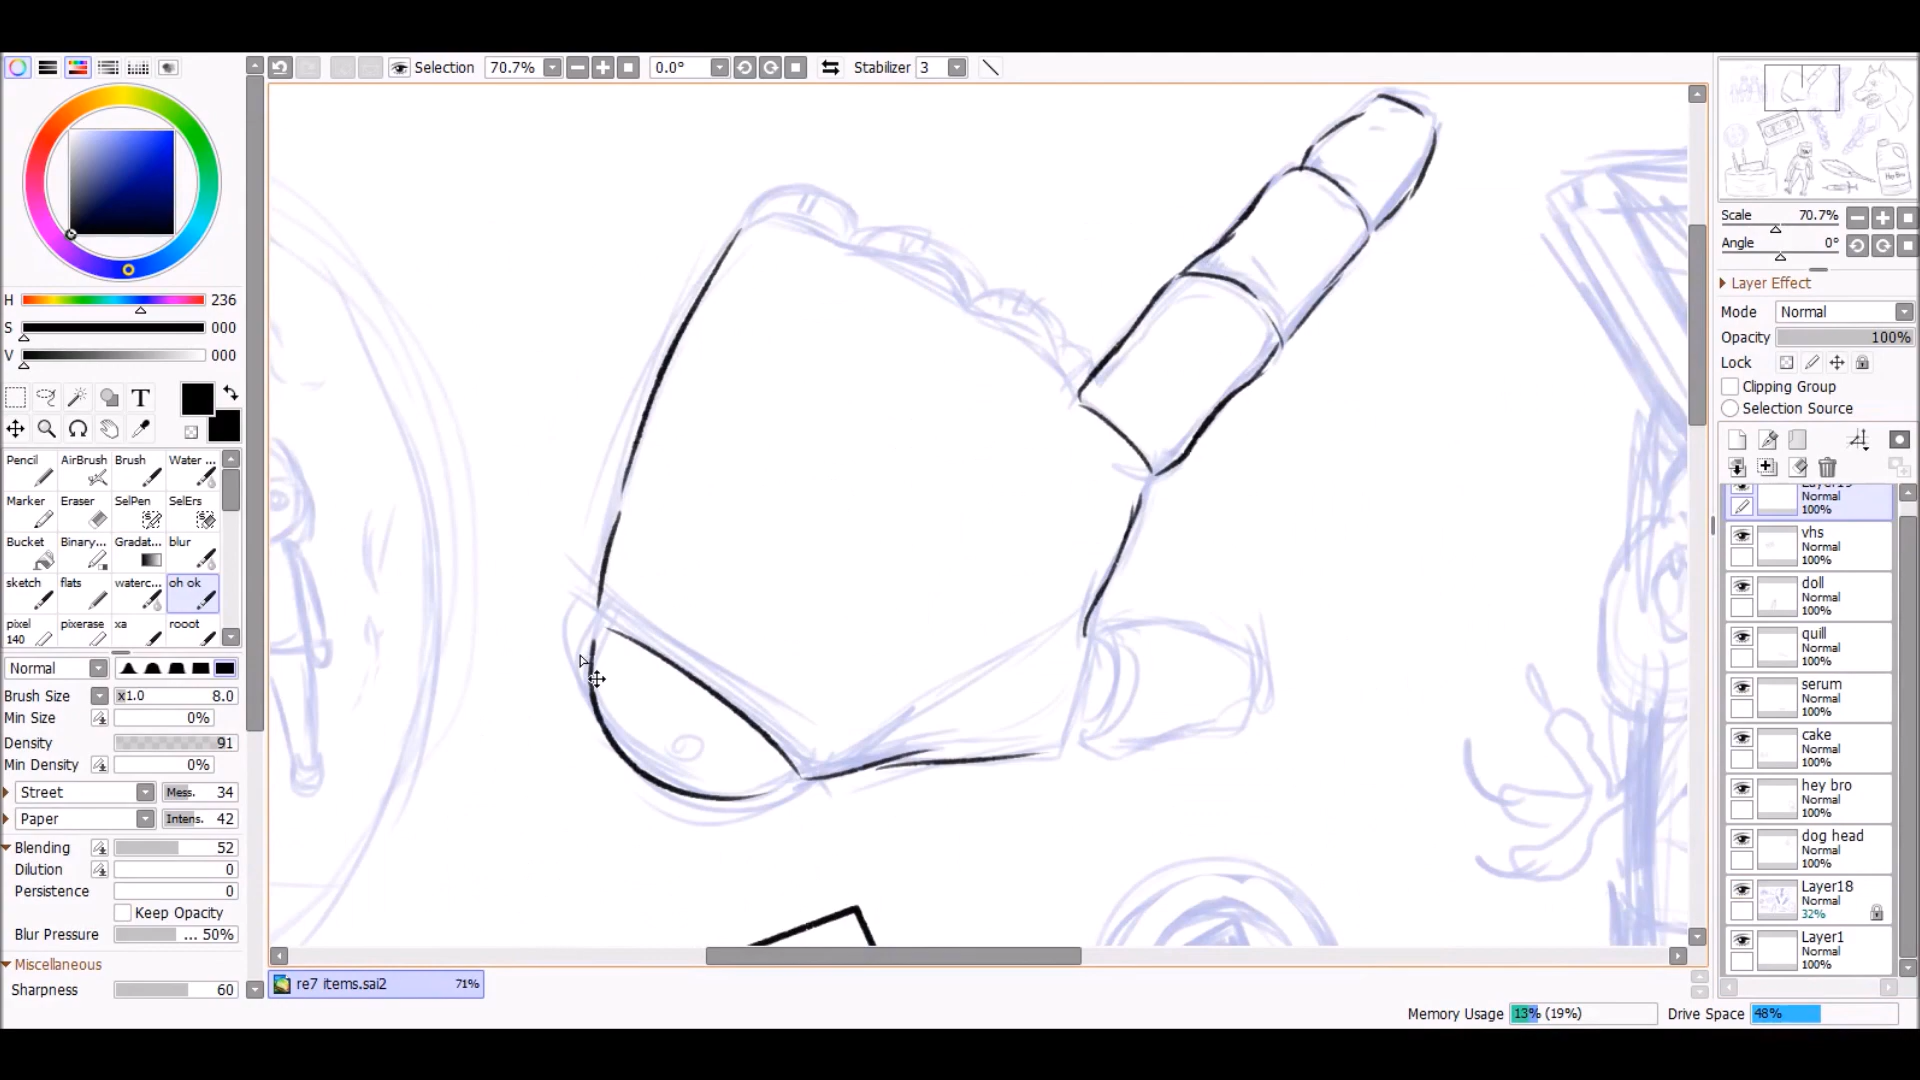 Selection 70.7% 0.0° Stabilizer 3
H 236
S 000
V 000
T
Pencil AirBrush Brush Water ...
Marker Eraser SelPen SelErs
Bucket Binary... Gradat... blur
sketch flats waterc... oh ok
pixel pixerase xa rooot
140
Normal
Brush Size x1.0 8.0
Min Size 0%
Density 91
Min Density 0%
Street Mess. 34
Paper Intens. 42
Blending 52
Dilution 0
Persistence 0
Keep Opacity
Blur Pressure ... 50%
Miscellaneous
Sharpness 60
re7 items.sai2 71%
Memory Usage 13% (19%) Drive Space 48%
Scale 70.7%
Angle 0°
Layer Effect
Mode Normal
Opacity 100%
Lock
Clipping Group
Selection Source
Normal
100%
vhs
Normal
100%
doll
Normal
100%
quill
Normal
100%
serum
Normal
100%
cake
Normal
100%
hey bro
Normal
100%
dog head
Normal
100%
Layer18
Normal
32%
Layer1
Normal
100%